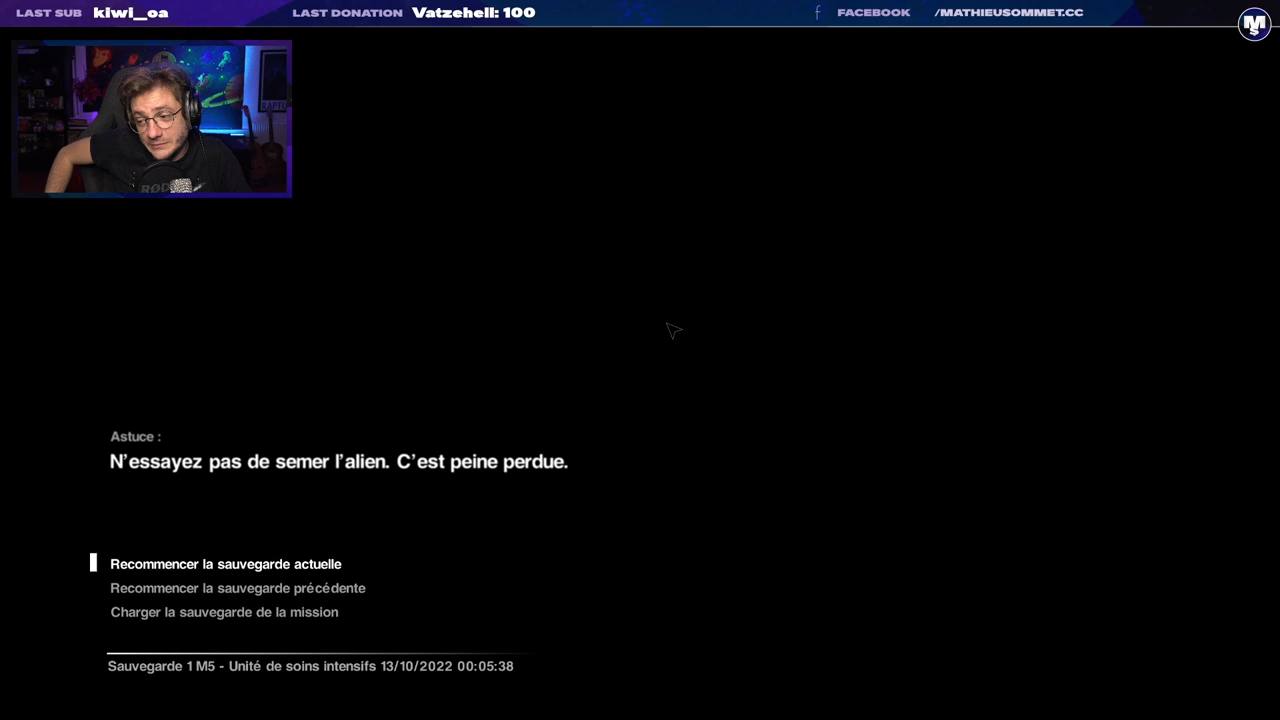 LAST SUB kiwi_oa LAST DONATION Vatzehell: 100 f FACEBOOK /MATHIEUSOMMET.CC
MS
Astuce :
N'essayez pas de semer l'alien. C'est peine perdue.
Recommencer la sauvegarde actuelle
Recommencer la sauvegarde précédente
Charger la sauvegarde de la mission
Sauvegarde 1 M5 - Unité de soins intensifs 13/10/2022 00:05:38